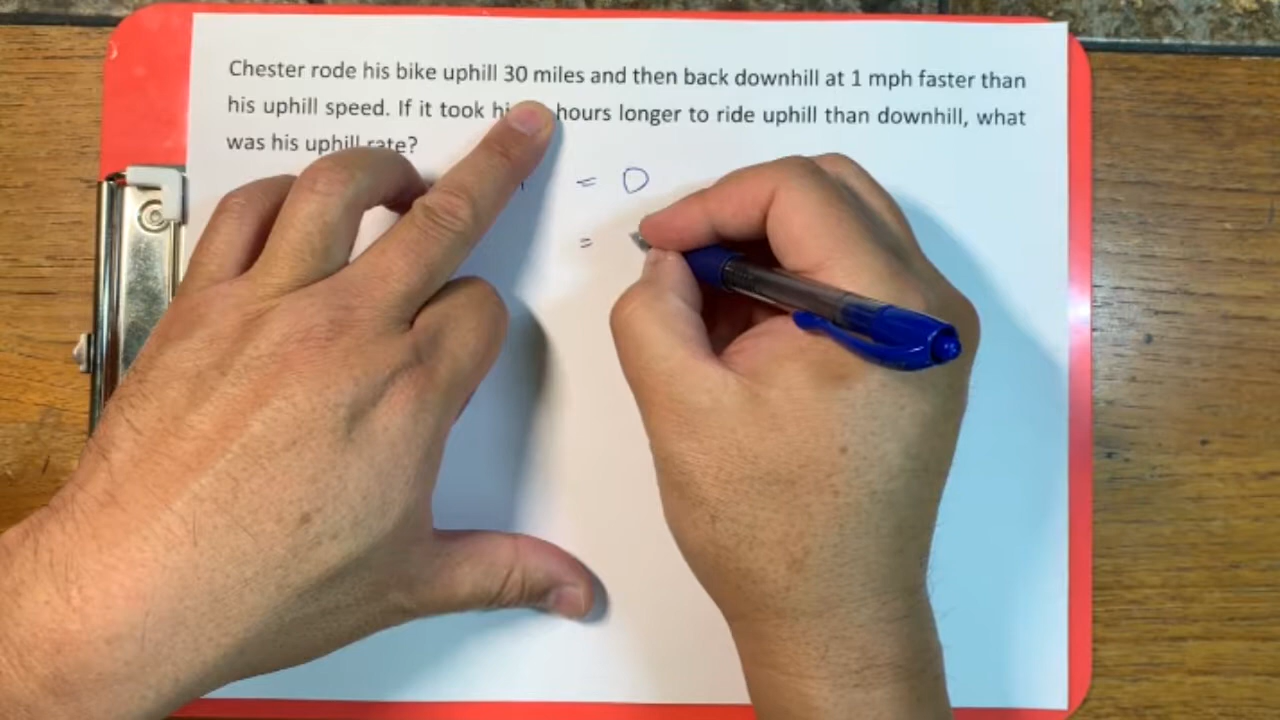 Chester rode his bike uphill 30 miles and then back downhill at 1 mph faster than
his uphill speed. If it took hours longer to ride uphill than downhill, what
was his uphill rate?
= D
=